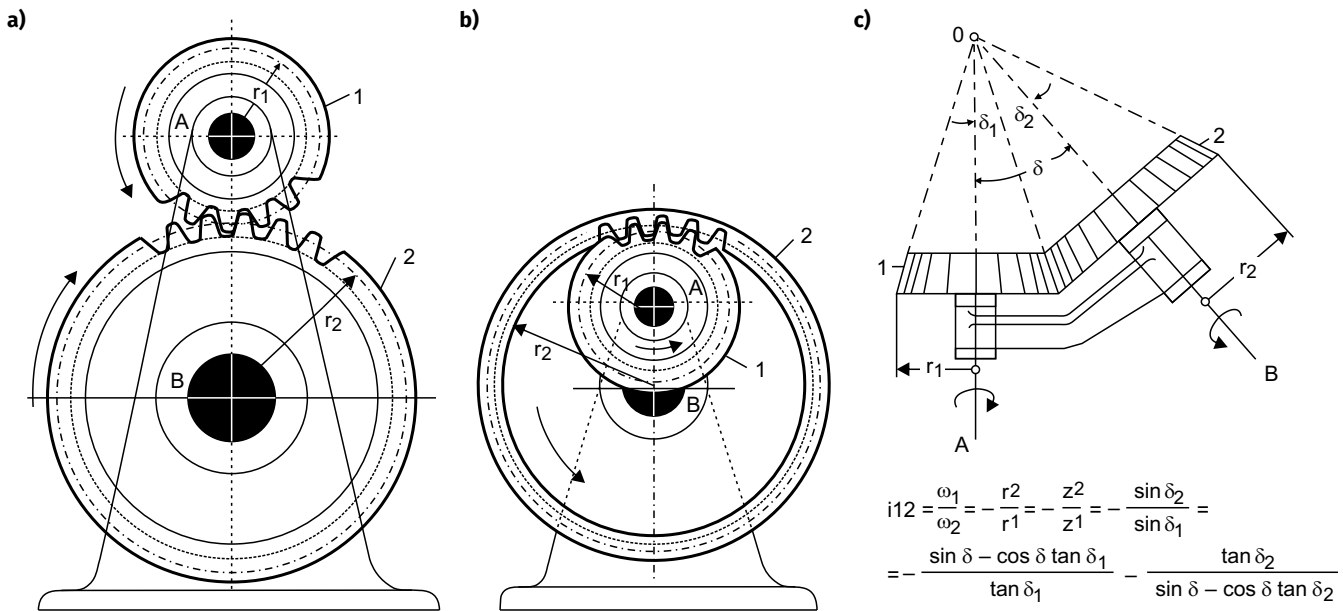 a)
r1
1
A
2
r2
B
b)
2
r1
A
r2
1
B
c)
0
δ1
δ2
2
δ
1
r2
r1
B
A
i12 = ω1/ω2 = − r2/r1 = − z2/z1 = − sin δ2/sin δ1 =
= − (sin δ − cos δ tan δ1)/tan δ1 − tan δ2/(sin δ − cos δ tan δ2)